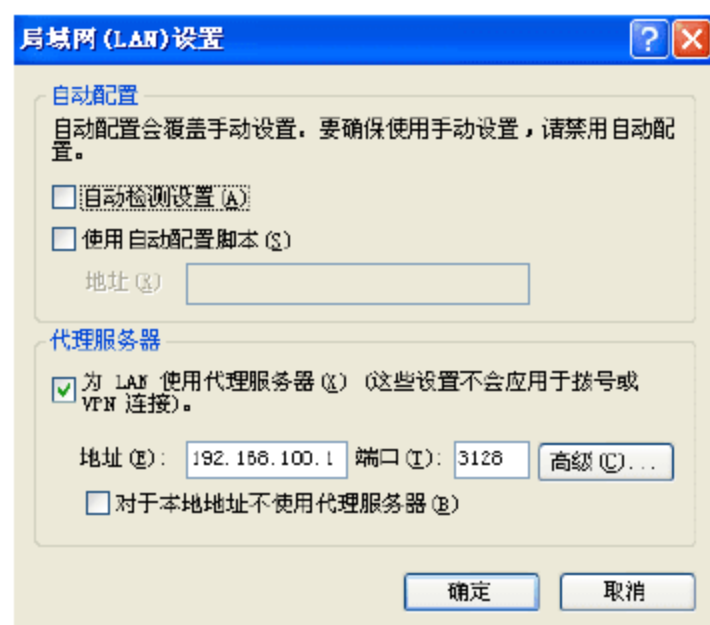 局域网(LAN)设置
自动配置
自动配置会覆盖手动设置。要确保使用手动设置，请禁用自动配
置。
自动检测设置(A)
使用自动配置脚本(S)
地址(R)
代理服务器
为 LAN 使用代理服务器(X) (这些设置不会应用于拨号或
VPN 连接)。
地址(E): 192.168.100.1 端口(T): 3128 高级(C)...
对于本地地址不使用代理服务器(B)
确定 取消